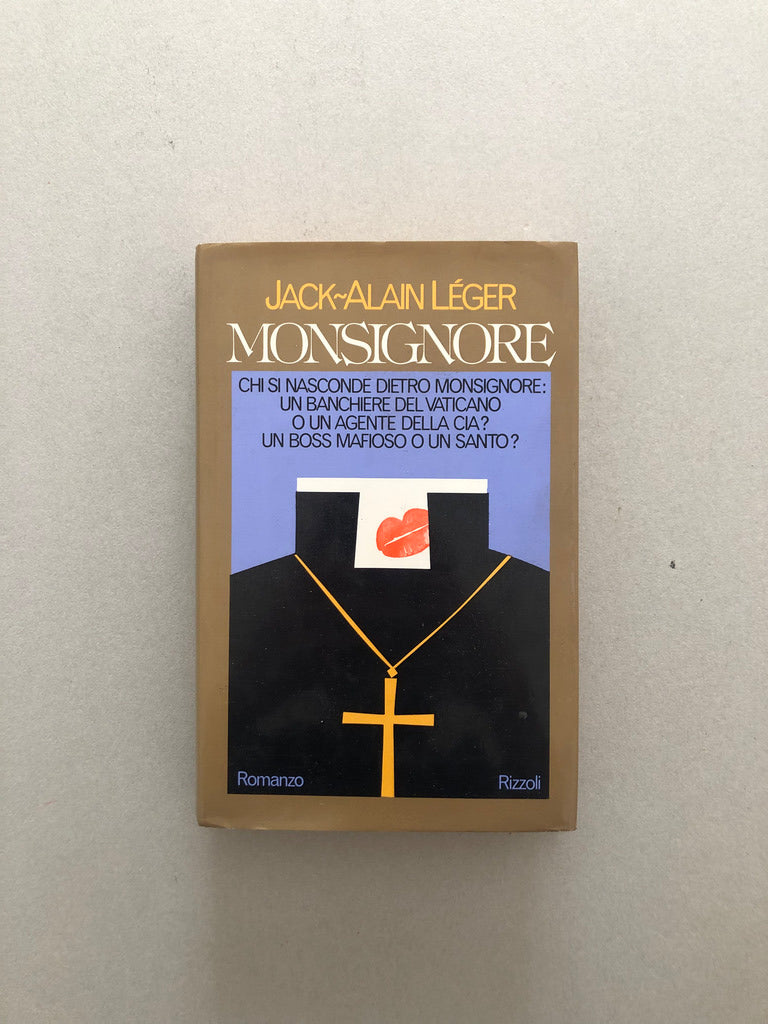 JACK~ALAIN LÉGER
MONSIGNORE
CHI SI NASCONDE DIETRO MONSIGNORE:
UN BANCHIERE DEL VATICANO
O UN AGENTE DELLA CIA?
UN BOSS MAFIOSO O UN SANTO?
Romanzo
Rizzoli